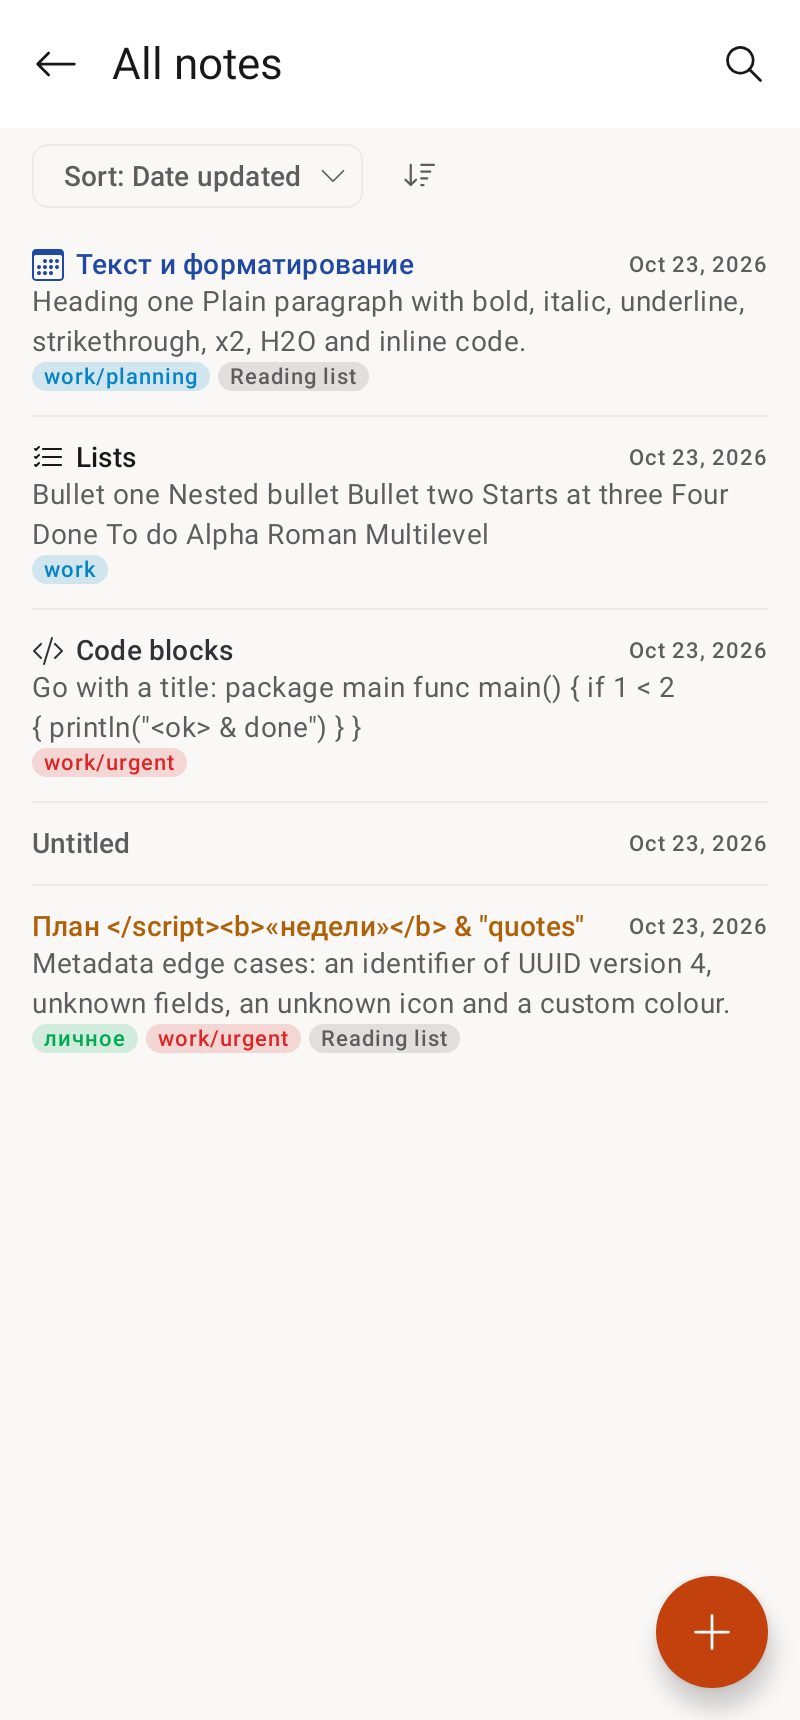 All notes
Sort: Date updated
Текст и форматирование Oct 23, 2026
Heading one Plain paragraph with bold, italic, underline,
strikethrough, x2, H2O and inline code.
work/planning Reading list
Lists Oct 23, 2026
Bullet one Nested bullet Bullet two Starts at three Four
Done To do Alpha Roman Multilevel
work
Code blocks Oct 23, 2026
Go with a title: package main func main() { if 1 < 2
{ println("<ok> & done") } }
work/urgent
Untitled Oct 23, 2026
План </script><b>«недели»</b> & "quotes" Oct 23, 2026
Metadata edge cases: an identifier of UUID version 4,
unknown fields, an unknown icon and a custom colour.
личное work/urgent Reading list